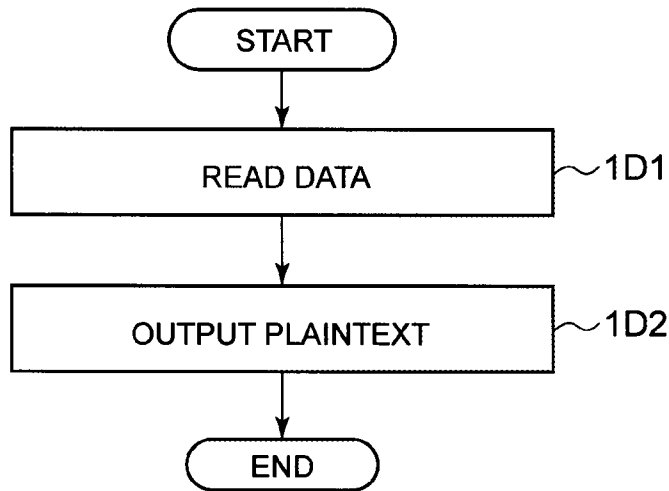 START
READ DATA
1D1
OUTPUT PLAINTEXT
1D2
END